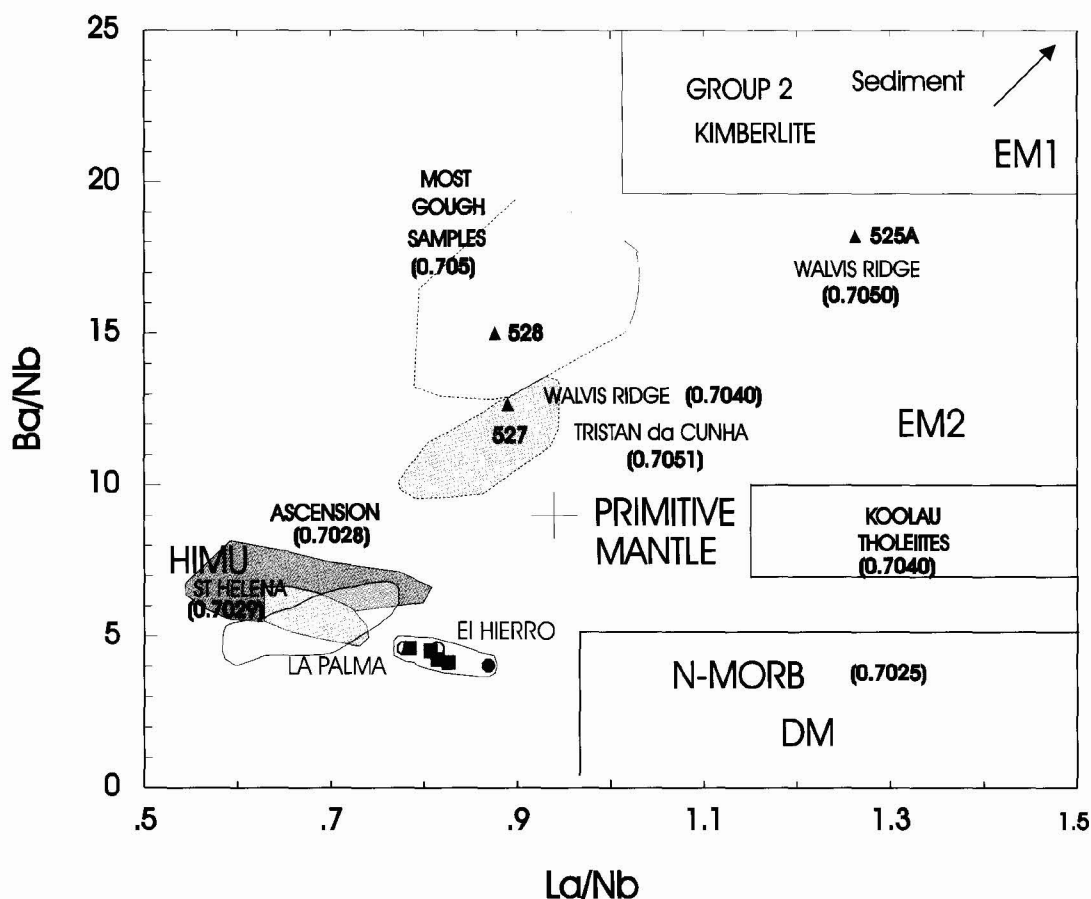 25
20
15
10
5
0
.5
.7
.9
1.1
1.3
1.5
Ba/Nb
La/Nb
GROUP 2
KIMBERLITE
Sediment
EM1
MOST
GOUGH
SAMPLES
(0.705)
525A
WALVIS RIDGE
(0.7050)
528
WALVIS RIDGE (0.7040)
527
TRISTAN da CUNHA
(0.7051)
EM2
ASCENSION
(0.7028)
PRIMITIVE
MANTLE
KOOLAU
THOLEIITES
(0.7040)
HIMU
ST HELENA
(0.7029)
LA PALMA
El HIERRO
N-MORB (0.7025)
DM